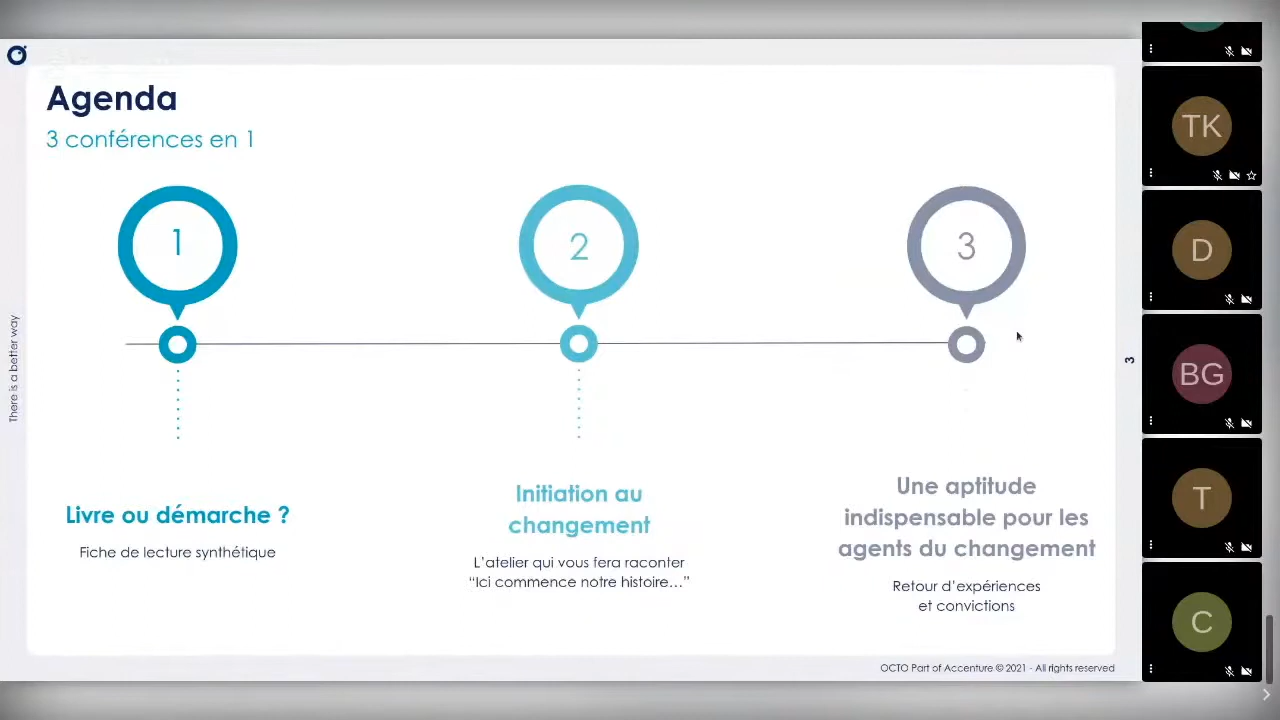 Agenda
3 conférences en 1
1
2
3
Livre ou démarche ?
Fiche de lecture synthétique
Initiation au
changement
L'atelier qui vous fera raconter
“Ici commence notre histoire…”
Une aptitude
indispensable pour les
agents du changement
Retour d'expériences
et convictions
There is a better way
3
OCTO Part of Accenture © 2021 - All rights reserved
TK
D
BG
T
C